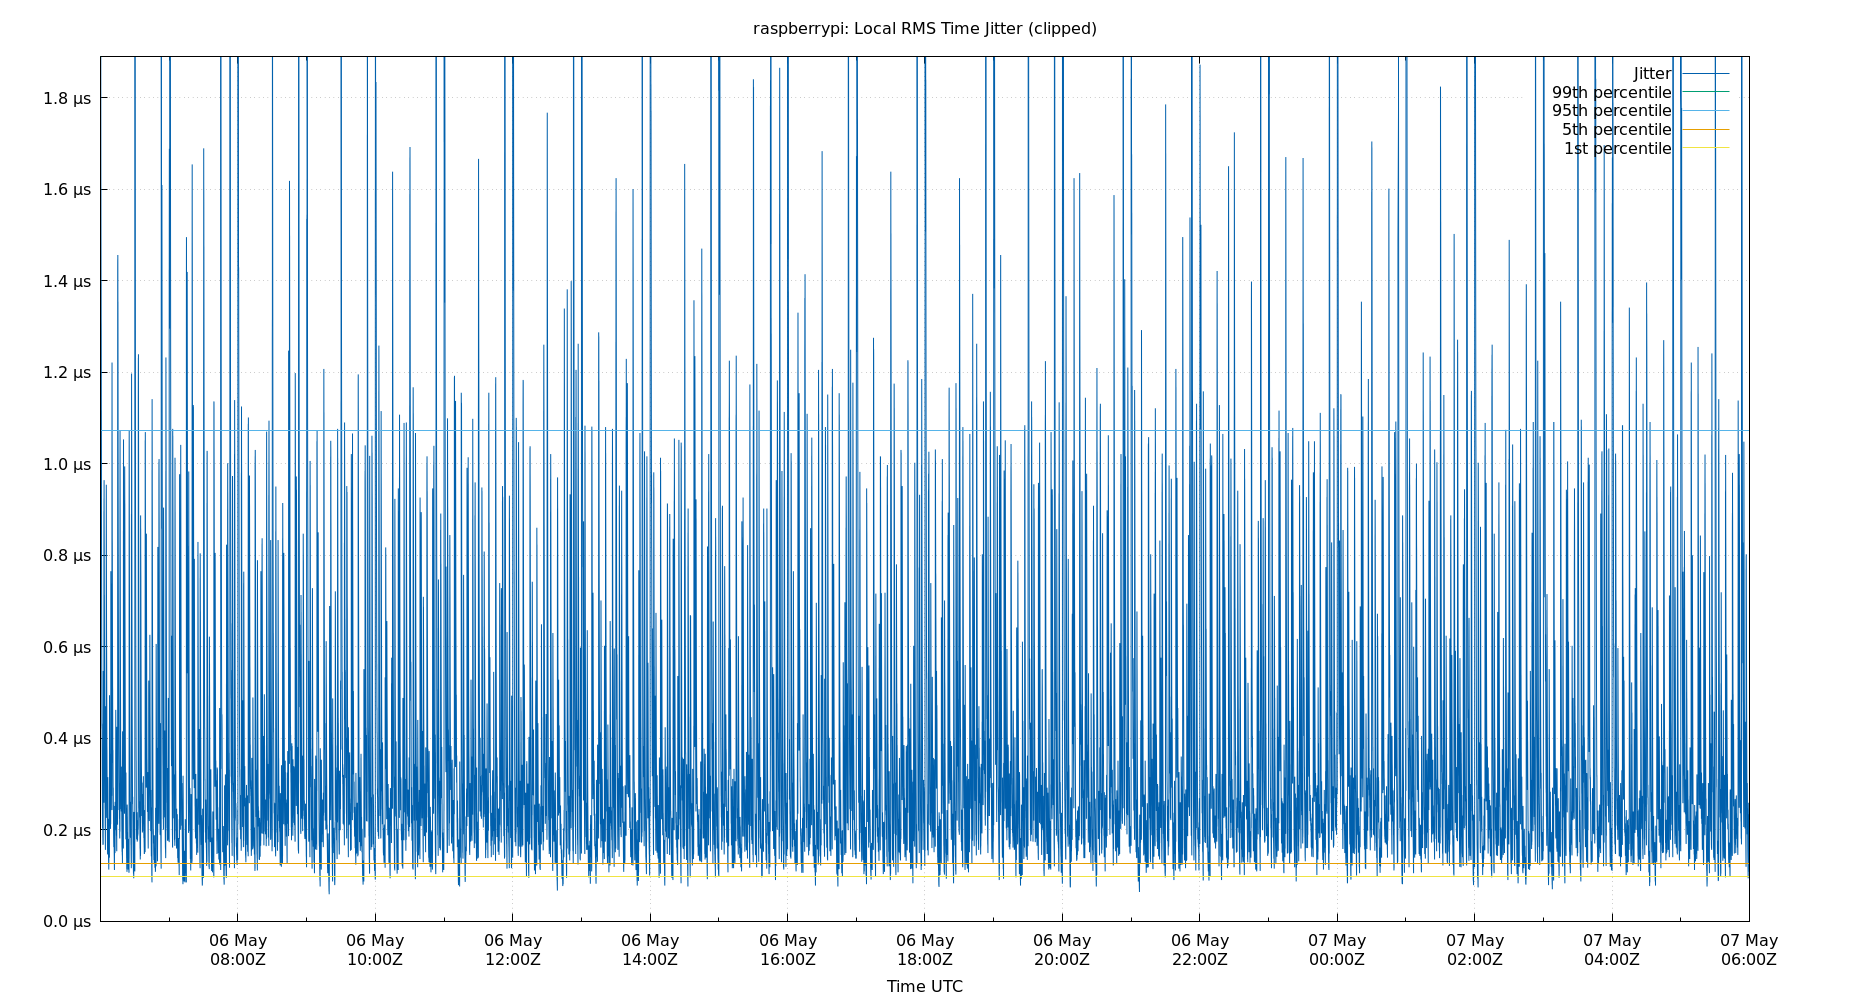 raspberrypi: Local RMS Time Jitter (clipped)
Jitter
99th percentile
95th percentile
5th percentile
1st percentile
1.8 µs
1.6 µs
1.4 µs
1.2 µs
1.0 µs
0.8 µs
0.6 µs
0.4 µs
0.2 µs
0.0 µs
06 May 06 May 06 May 06 May 06 May 06 May 06 May 06 May 07 May 07 May 07 May 07 May
08:00Z 10:00Z 12:00Z 14:00Z 16:00Z 18:00Z 20:00Z 22:00Z 00:00Z 02:00Z 04:00Z 06:00Z
Time UTC